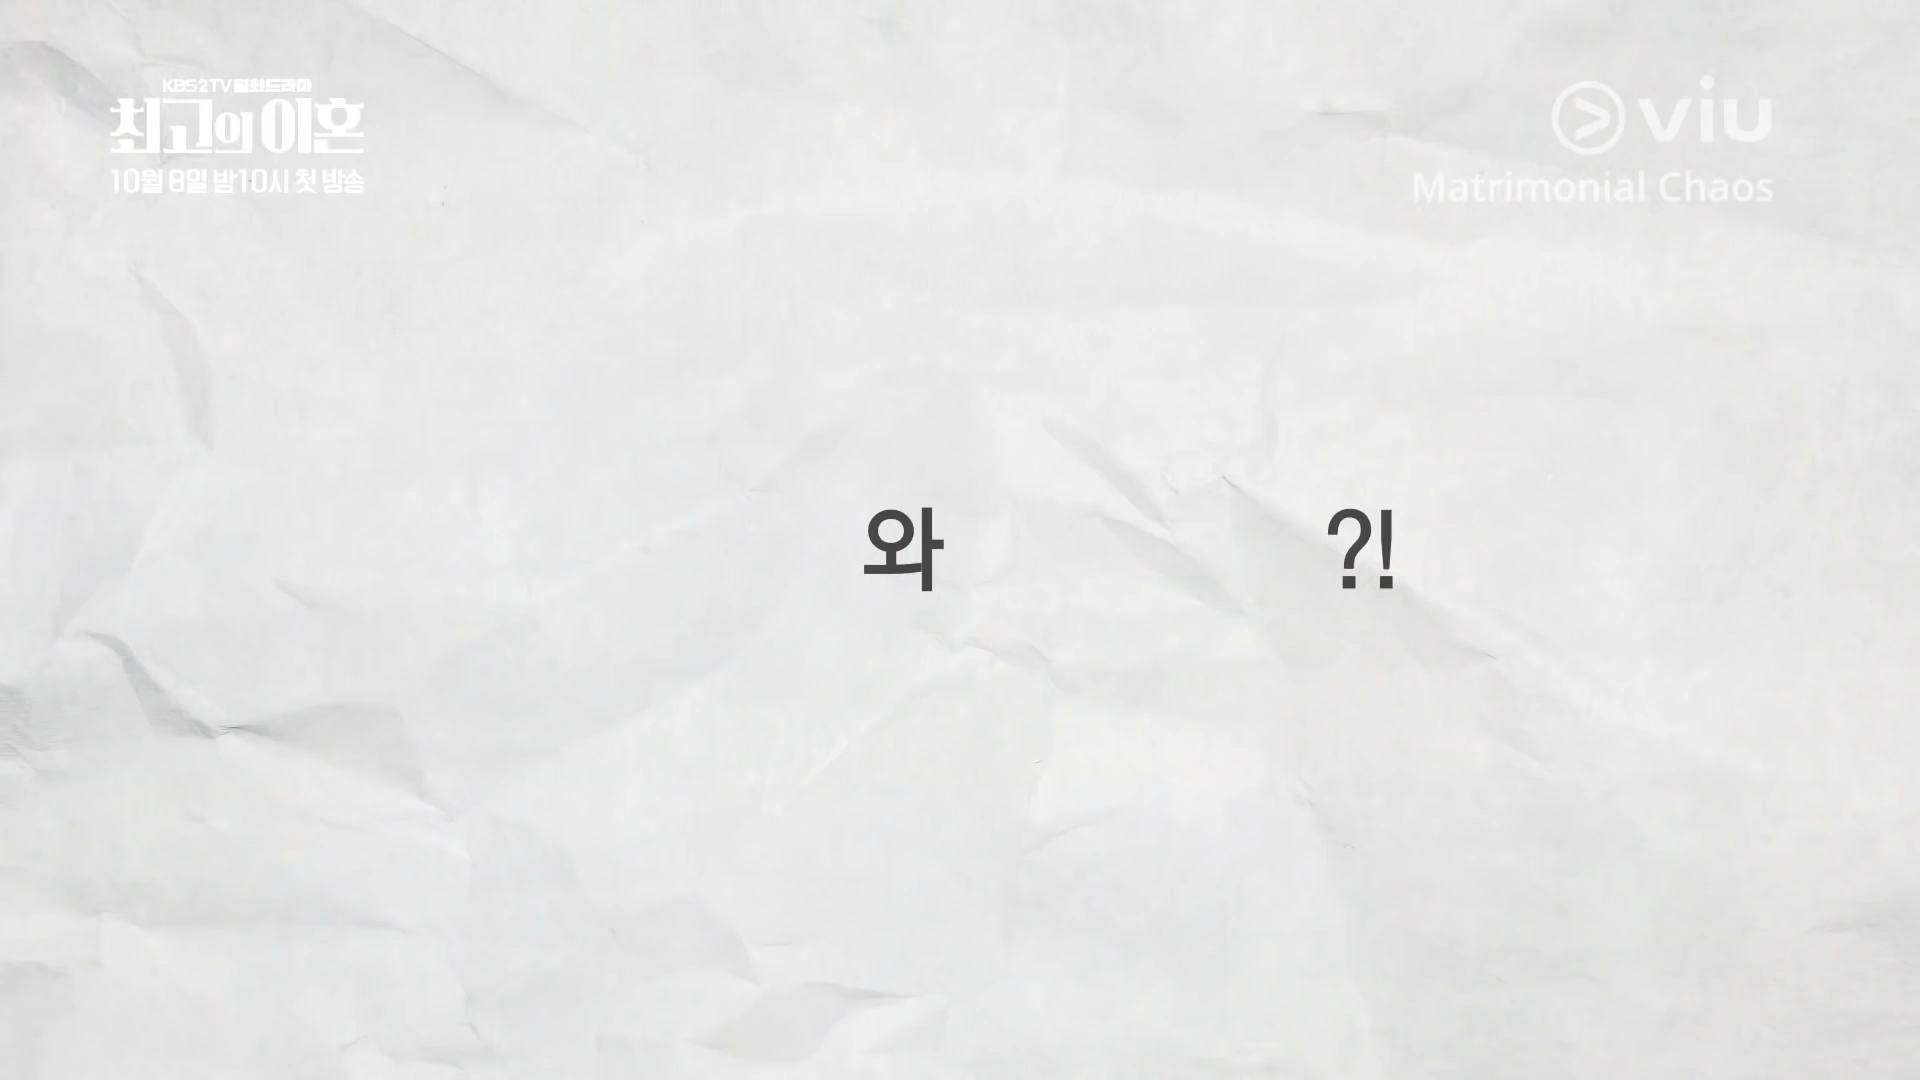 KBS2TV 월화드라마
최고의 이혼
10월 8일 밤10시 첫 방송
viu
Matrimonial Chaos
와 ?!